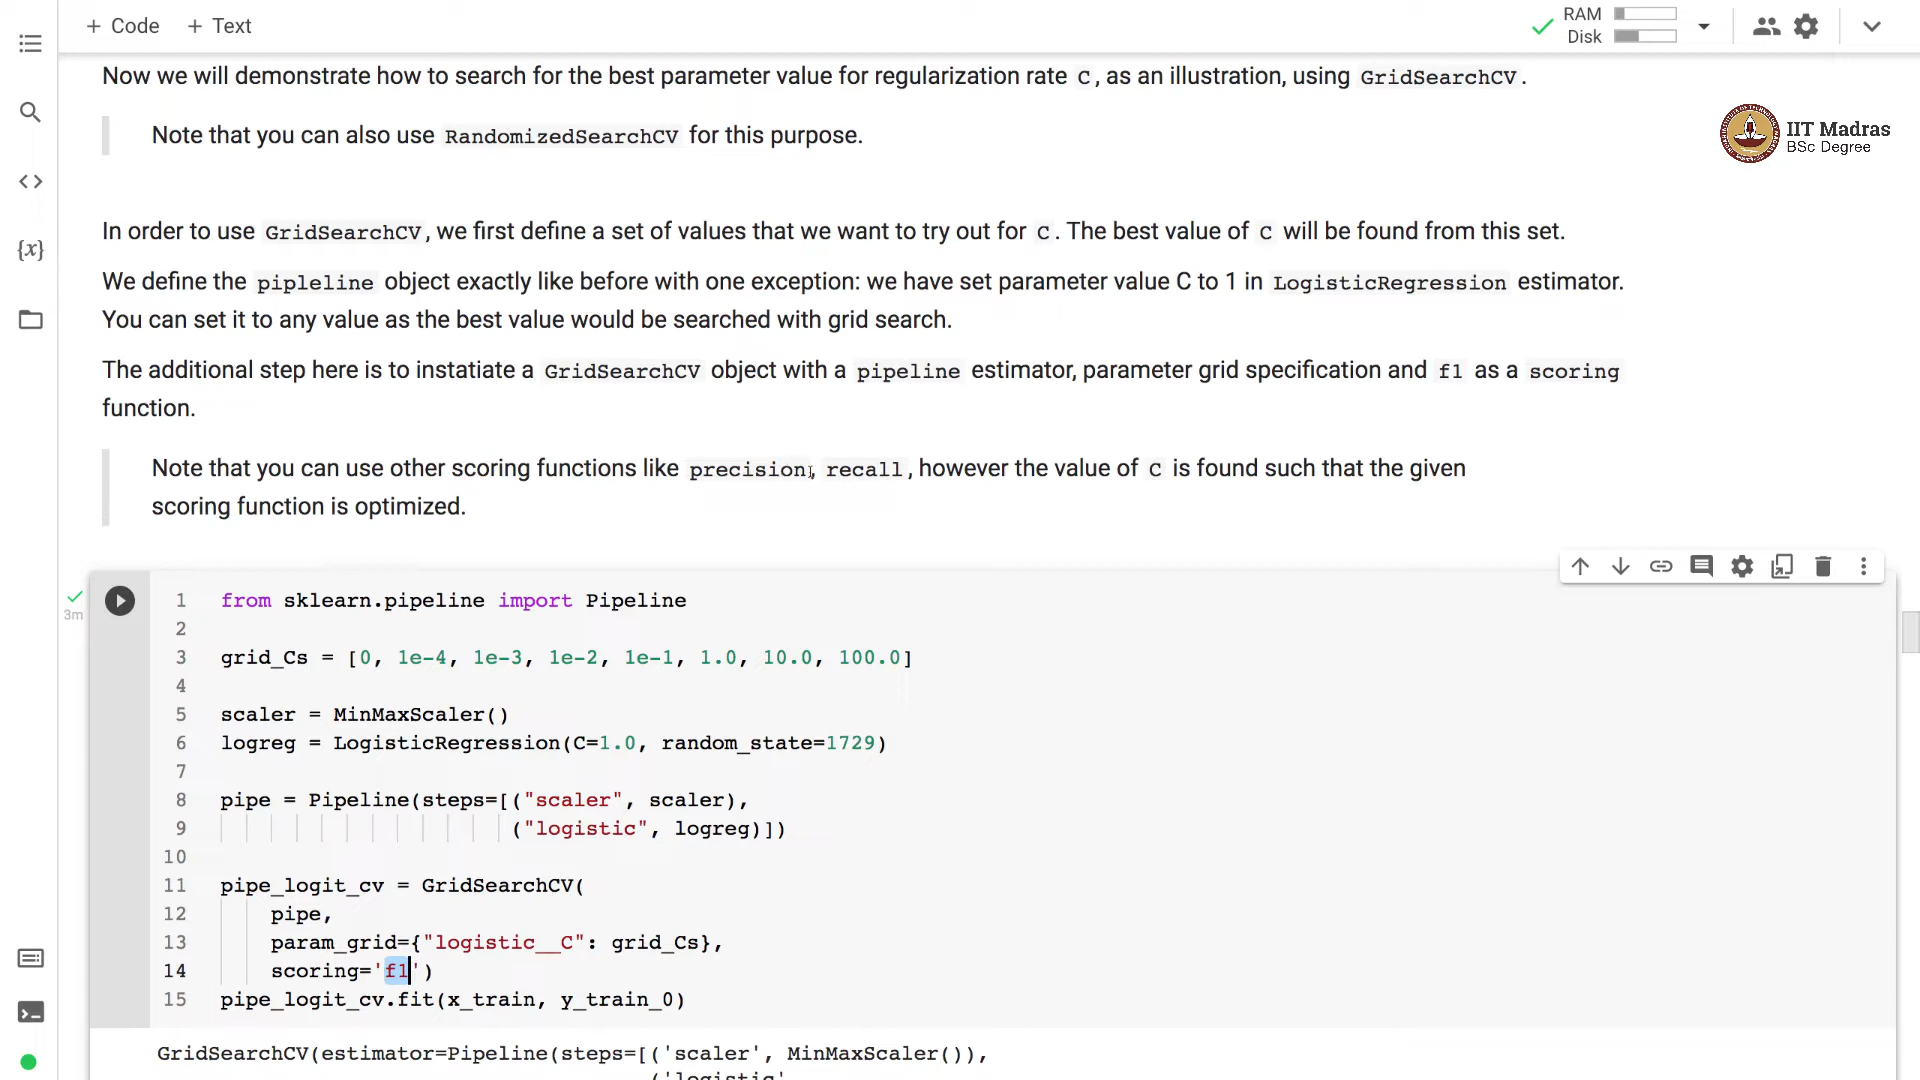 + Code + Text
RAM
Disk
Now we will demonstrate how to search for the best parameter value for regularization rate C, as an illustration, using GridSearchCV.
IIT Madras
BSc Degree
Note that you can also use RandomizedSearchCV for this purpose.
In order to use GridSearchCV, we first define a set of values that we want to try out for C. The best value of C will be found from this set.
We define the pipleline object exactly like before with one exception: we have set parameter value C to 1 in LogisticRegression estimator.
You can set it to any value as the best value would be searched with grid search.
The additional step here is to instatiate a GridSearchCV object with a pipeline estimator, parameter grid specification and f1 as a scoring
function.
Note that you can use other scoring functions like precision, recall, however the value of C is found such that the given
scoring function is optimized.
3m
1 from sklearn.pipeline import Pipeline
2
3 grid_Cs = [0, 1e-4, 1e-3, 1e-2, 1e-1, 1.0, 10.0, 100.0]
4
5 scaler = MinMaxScaler()
6 logreg = LogisticRegression(C=1.0, random_state=1729)
7
8 pipe = Pipeline(steps=[("scaler", scaler),
9 ("logistic", logreg)])
10
11 pipe_logit_cv = GridSearchCV(
12 pipe,
13 param_grid={"logistic__C": grid_Cs},
14 scoring='f1')
15 pipe_logit_cv.fit(x_train, y_train_0)
GridSearchCV(estimator=Pipeline(steps=[('scaler', MinMaxScaler()),
('logistic',